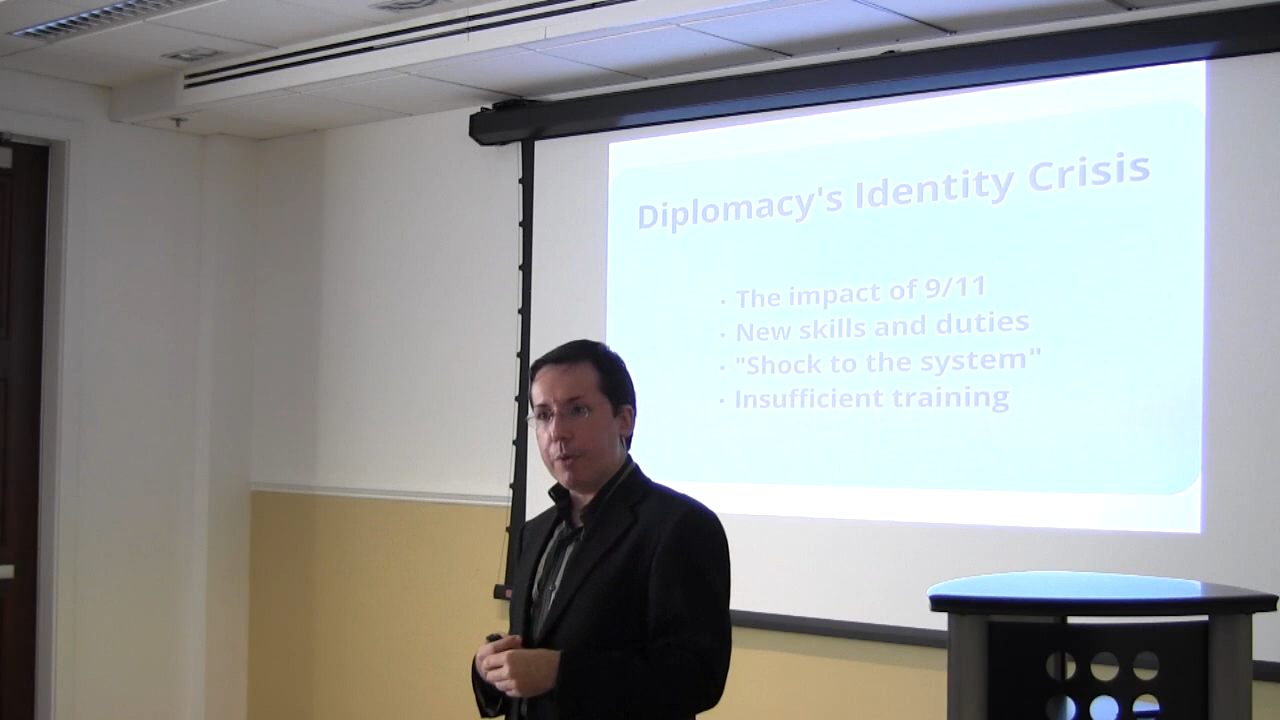 Diplomacy's Identity Crisis
· The impact of 9/11
· New skills and duties
· "Shock to the system"
· Insufficient training